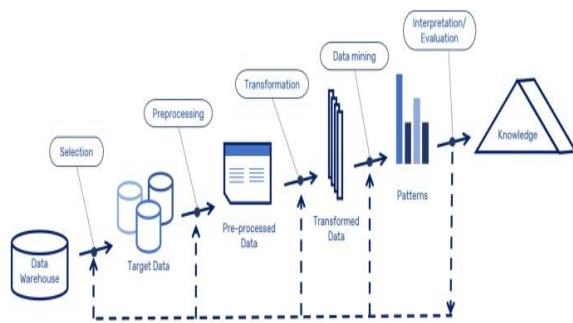 Interpretation/
Evaluation
Data mining
Transformation
Preprocessing
Selection
Knowledge
Patterns
Transformed
Data
Pre-processed
Data
Target Data
Data
Warehouse